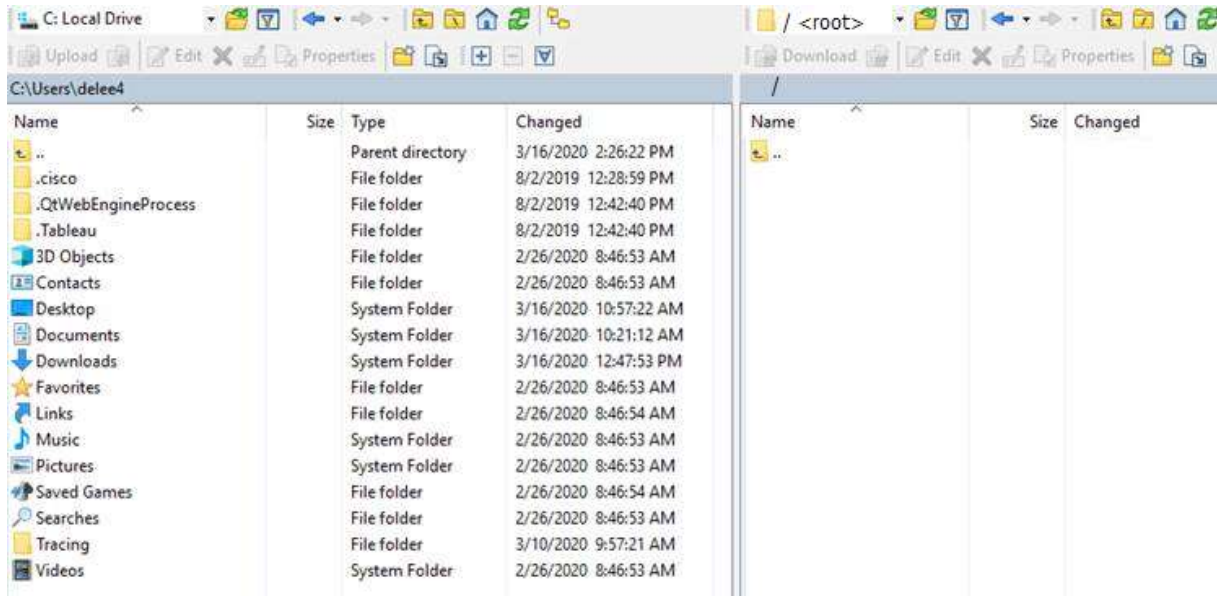 C: Local Drive
Upload Edit Properties
C:\Users\delee4
Name Size Type Changed
.. Parent directory 3/16/2020 2:26:22 PM
.cisco File folder 8/2/2019 12:28:59 PM
.QtWebEngineProcess File folder 8/2/2019 12:42:40 PM
.Tableau File folder 8/2/2019 12:42:40 PM
3D Objects File folder 2/26/2020 8:46:53 AM
Contacts File folder 2/26/2020 8:46:53 AM
Desktop System Folder 3/16/2020 10:57:22 AM
Documents System Folder 3/16/2020 10:21:12 AM
Downloads System Folder 3/16/2020 12:47:53 PM
Favorites File folder 2/26/2020 8:46:53 AM
Links File folder 2/26/2020 8:46:54 AM
Music System Folder 2/26/2020 8:46:53 AM
Pictures System Folder 2/26/2020 8:46:53 AM
Saved Games File folder 2/26/2020 8:46:54 AM
Searches File folder 2/26/2020 8:46:53 AM
Tracing File folder 3/10/2020 9:57:21 AM
Videos System Folder 2/26/2020 8:46:53 AM
/ <root>
Download Edit Properties
/
Name Size Changed
..